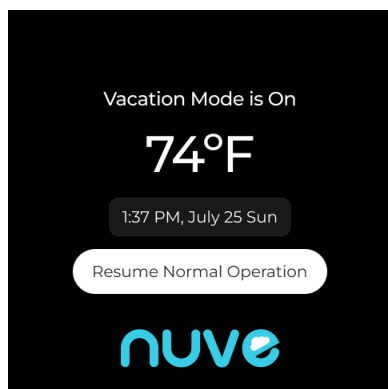 Vacation Mode is On
74°F
1:37 PM, July 25 Sun
Resume Normal Operation
nuve